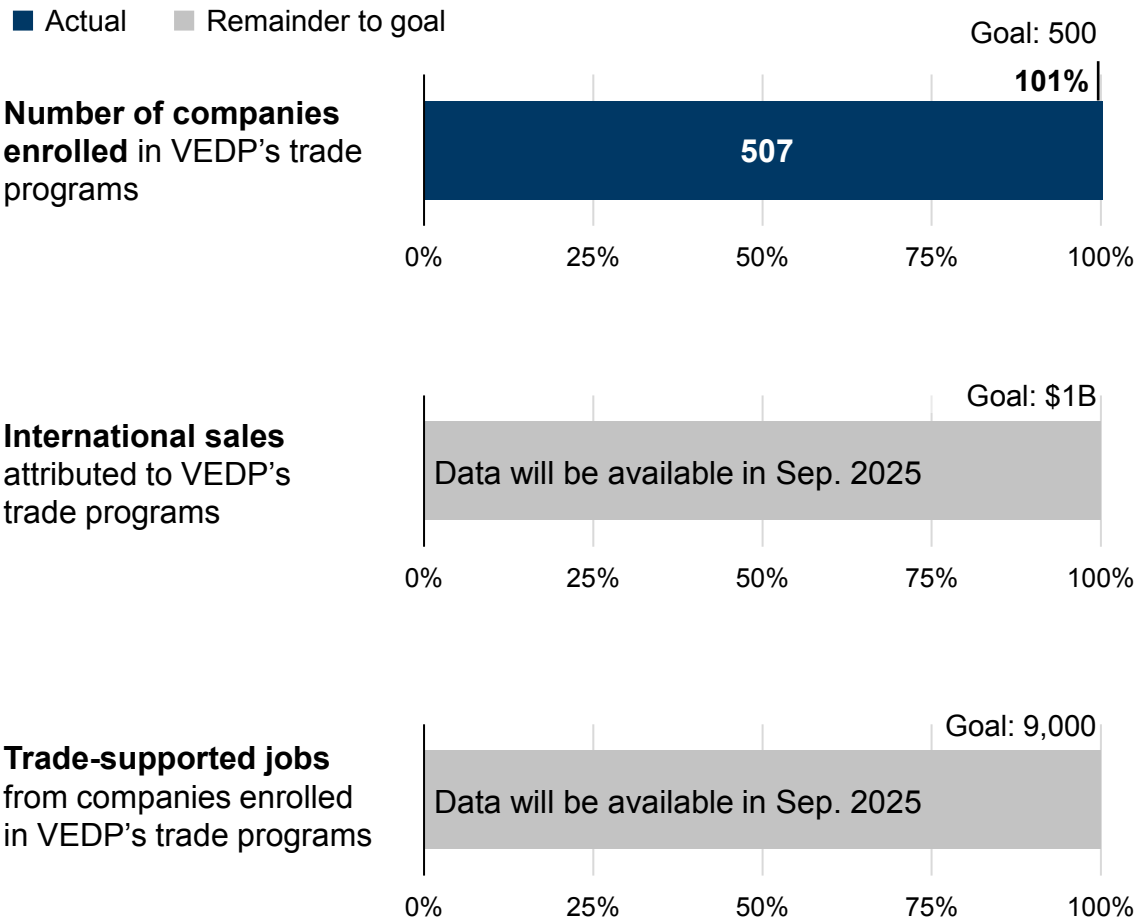 Actual
Remainder to goal
Goal: 500
101%
Number of companies
enrolled in VEDP’s trade
programs
507
0% 25% 50% 75% 100%
Goal: $1B
International sales
attributed to VEDP’s
trade programs
Data will be available in Sep. 2025
0% 25% 50% 75% 100%
Goal: 9,000
Trade-supported jobs
from companies enrolled
in VEDP’s trade programs
Data will be available in Sep. 2025
0% 25% 50% 75% 100%